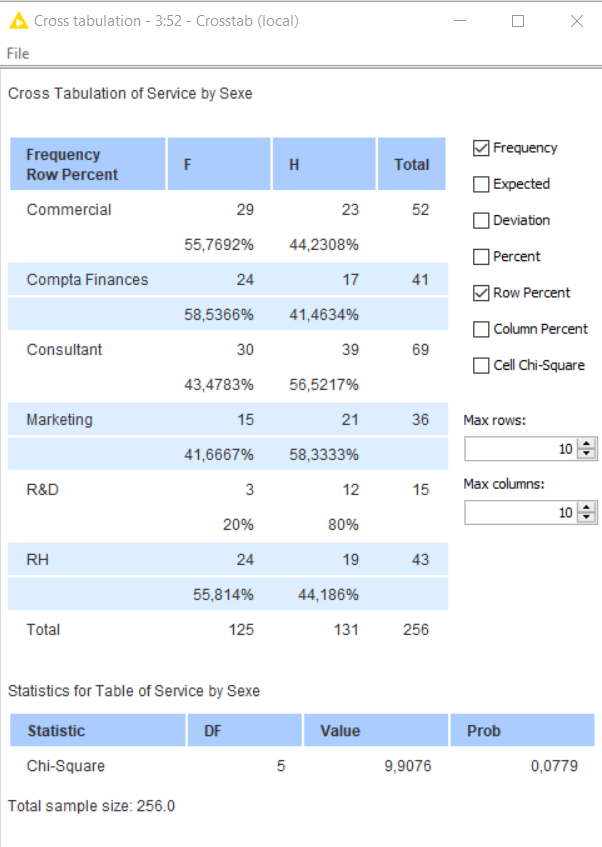 Cross tabulation - 3:52 - Crosstab (local)
File
Cross Tabulation of Service by Sexe
Frequency
Row Percent F H Total
Commercial 29 23 52
55,7692% 44,2308%
Compta Finances 24 17 41
58,5366% 41,4634%
Consultant 30 39 69
43,4783% 56,5217%
Marketing 15 21 36
41,6667% 58,3333%
R&D 3 12 15
20% 80%
RH 24 19 43
55,814% 44,186%
Total 125 131 256
Frequency
Expected
Deviation
Percent
Row Percent
Column Percent
Cell Chi-Square
Max rows:
10
Max columns:
10
Statistics for Table of Service by Sexe
Statistic DF Value Prob
Chi-Square 5 9,9076 0,0779
Total sample size: 256.0